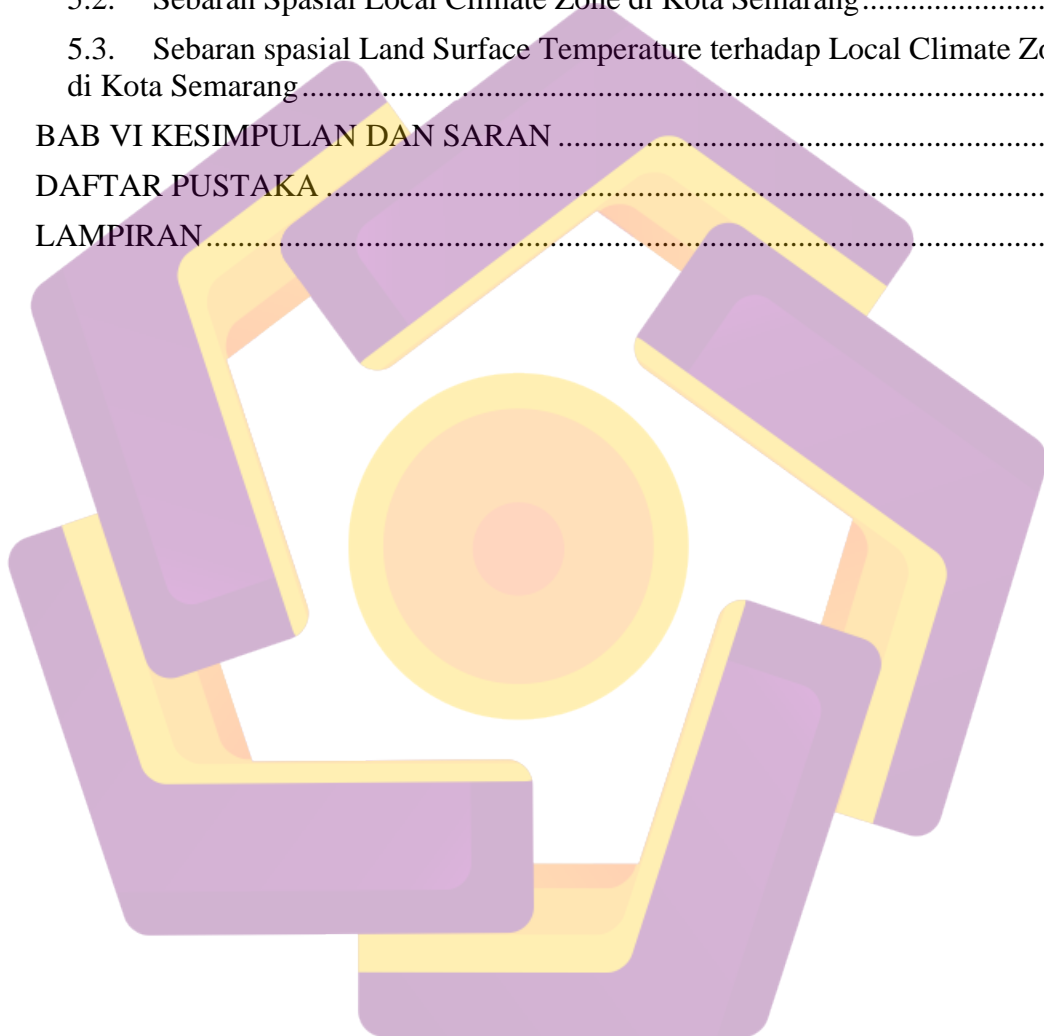 5.2. Sebaran Spasial Local Climate Zone di Kota Semarang..............................
5.3. Sebaran spasial Land Surface Temperature terhadap Local Climate
di Kota Semarang..............................................................................................
BAB VI KESIMPULAN DAN SARAN ..............................................................
DAFTAR PUSTAKA ...........................................................................................
LAMPIRAN..........................................................................................................